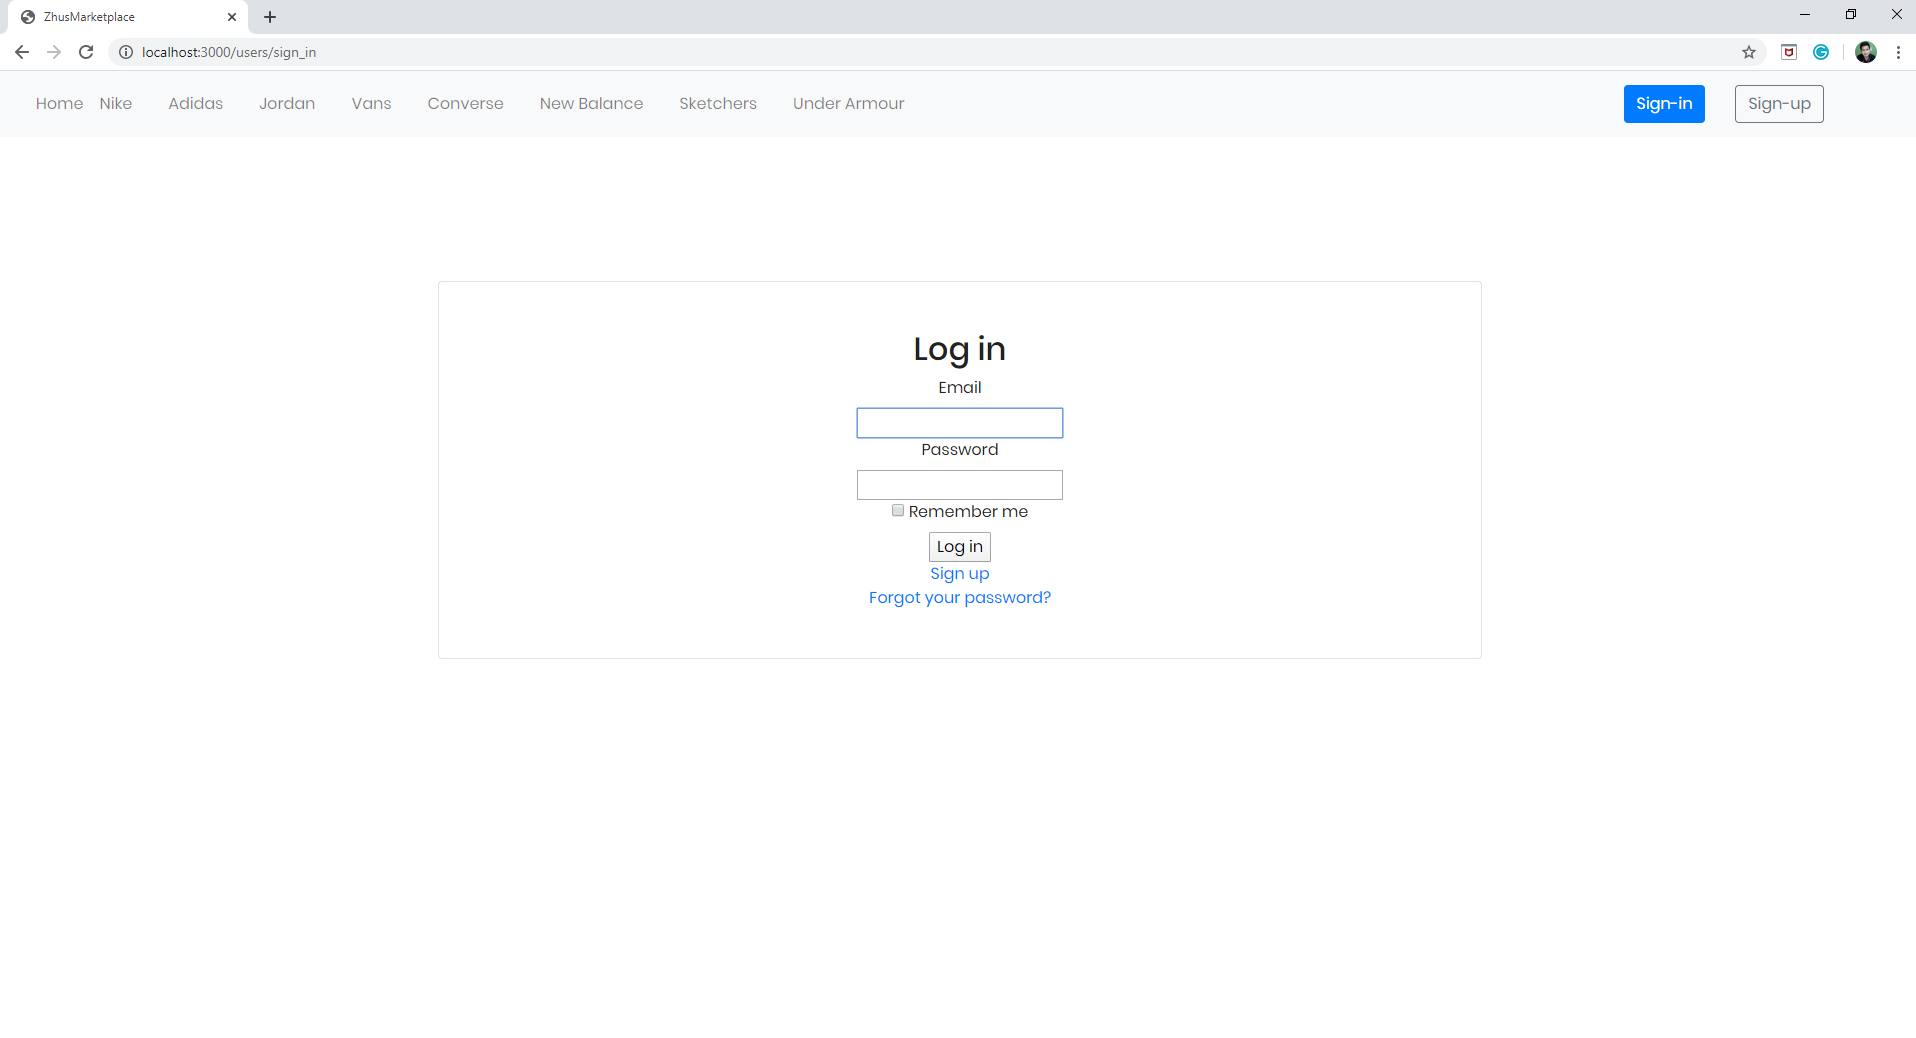 ZhusMarketplace
localhost:3000/users/sign_in
Home Nike Adidas Jordan Vans Converse New Balance Sketchers Under Armour Sign-in Sign-up
Log in
Email
Password
Remember me
Log in
Sign up
Forgot your password?